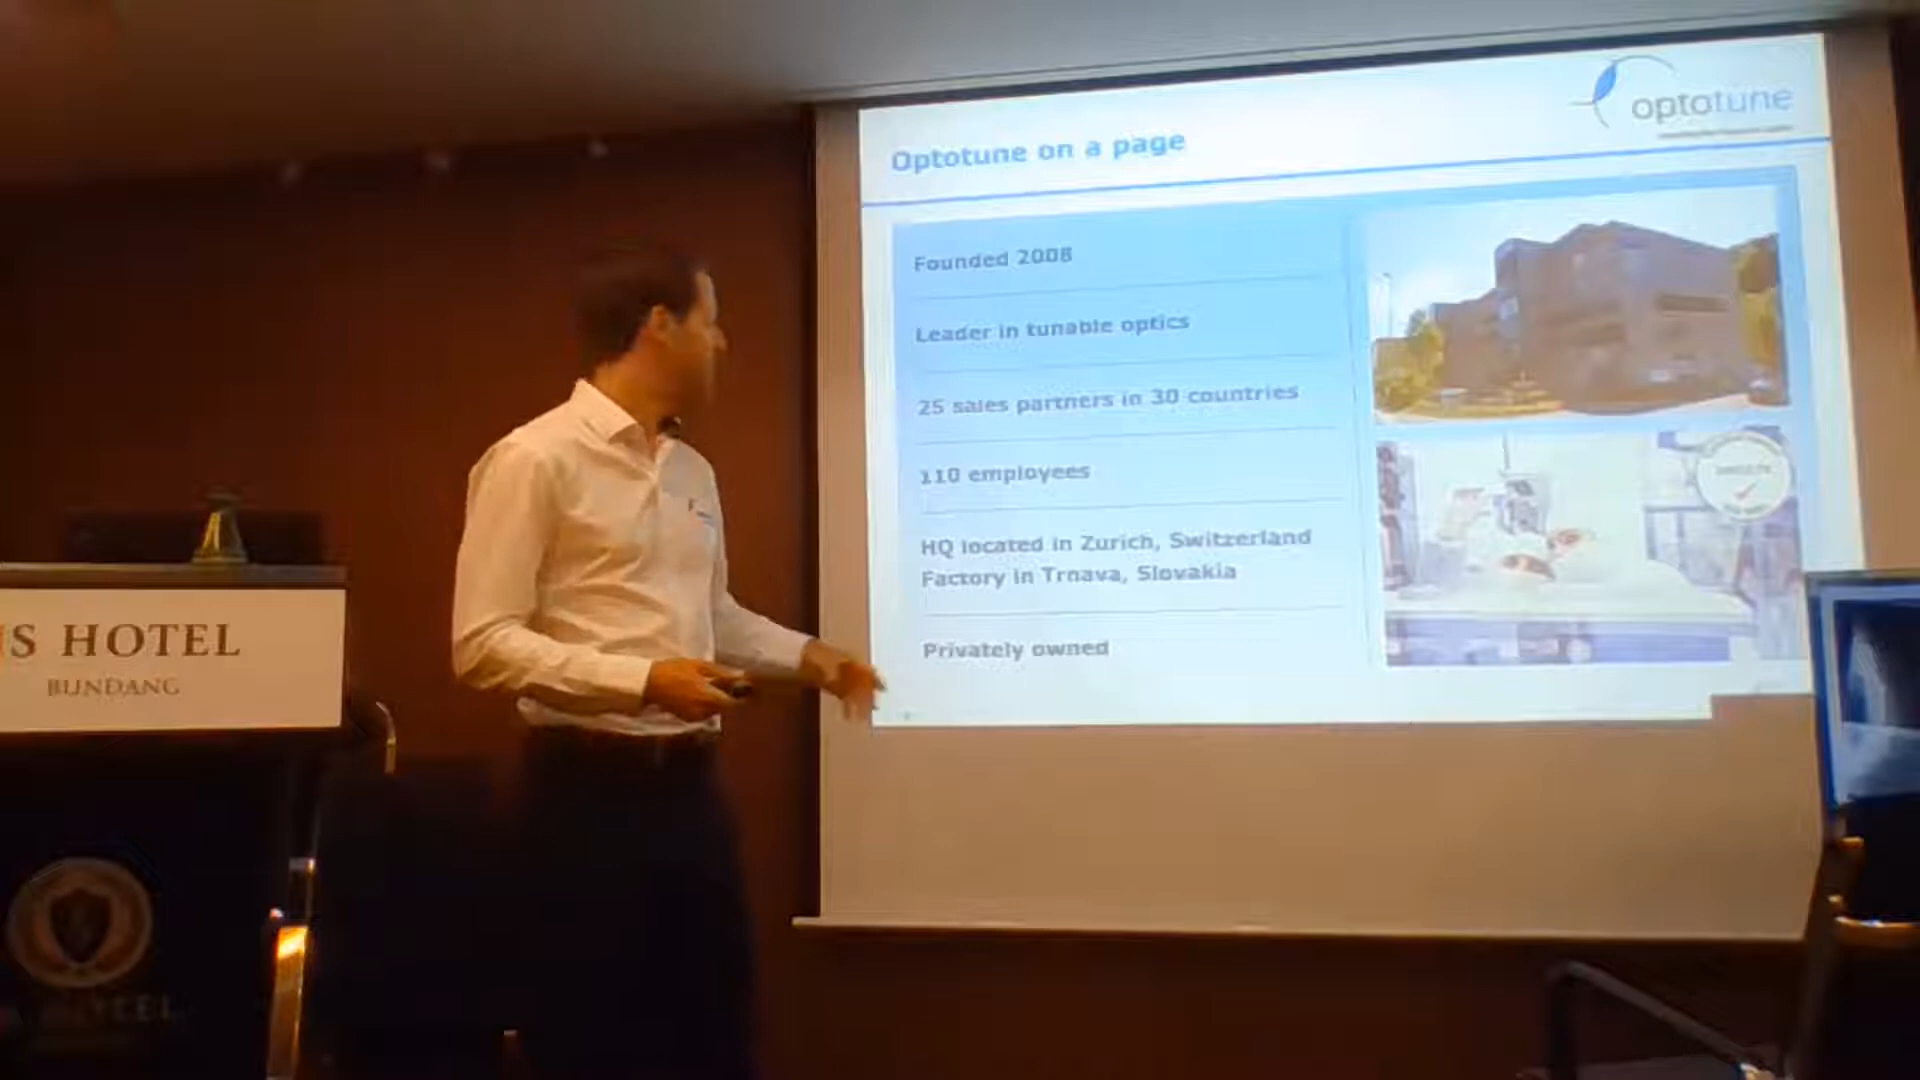 optotune
Optotune on a page
Founded 2008
Leader in tunable optics
25 sales partners in 30 countries
110 employees
HQ located in Zurich, Switzerland
Factory in Trnava, Slovakia
Privately owned
S HOTEL
BUNDANG